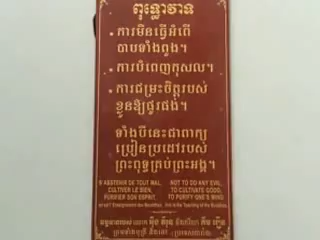 ពុទ្ធោវាទ
• ការមិនធ្វើអំពើ
បាបទាំងពួង។
• ការបំពេញកុសល។
• ការជម្រះចិត្តរបស់
ខ្លួនឱ្យផូរផង់។
ទាំងបីនេះជាពាក្យ
ប្រៀនប្រដៅរបស់
ព្រះពុទ្ធគ្រប់ព្រះអង្គ។
S'ABSTENIR DE TOUT MAL, NOT TO DO ANY EVIL,
CULTIVER LE BIEN, TO CULTIVATE GOOD,
PURIFIER SON ESPRIT, TO PURIFY ONE'S MIND